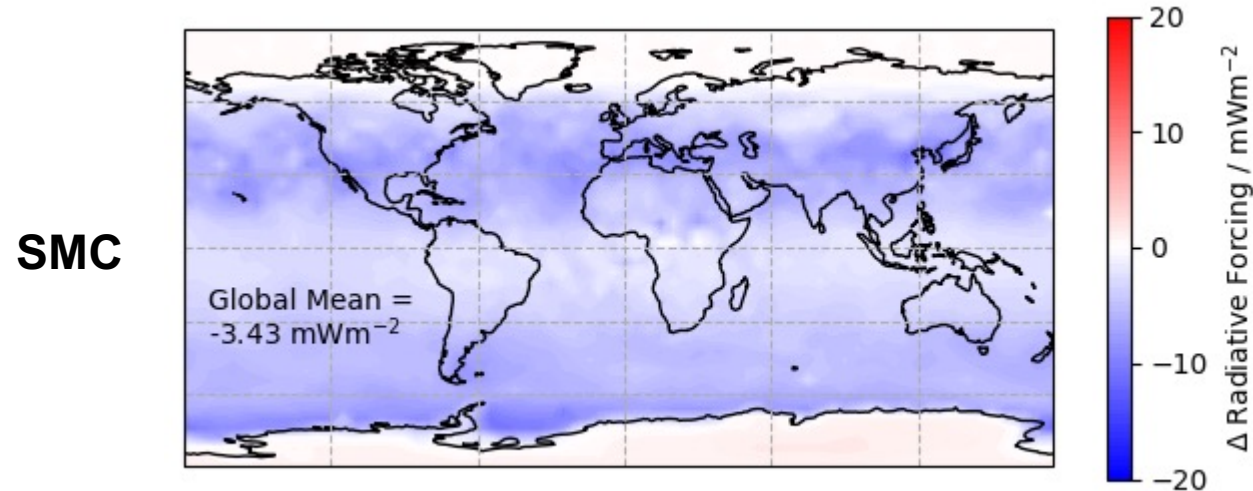 SMC
Global Mean =
-3.43 mWm⁻²
20
10
0
−10
−20
Δ Radiative Forcing / mWm⁻²